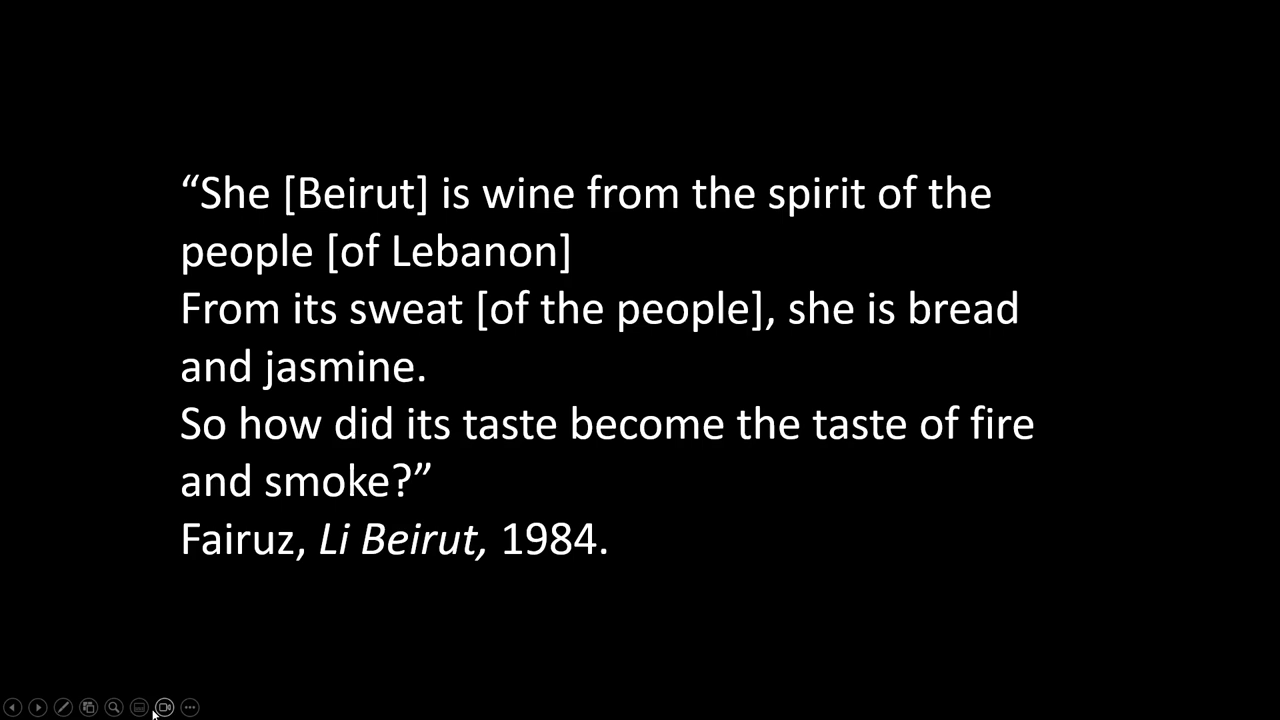 “She [Beirut] is wine from the spirit of the
people [of Lebanon]
From its sweat [of the people], she is bread
and jasmine.
So how did its taste become the taste of fire
and smoke?”
Fairuz, Li Beirut, 1984.